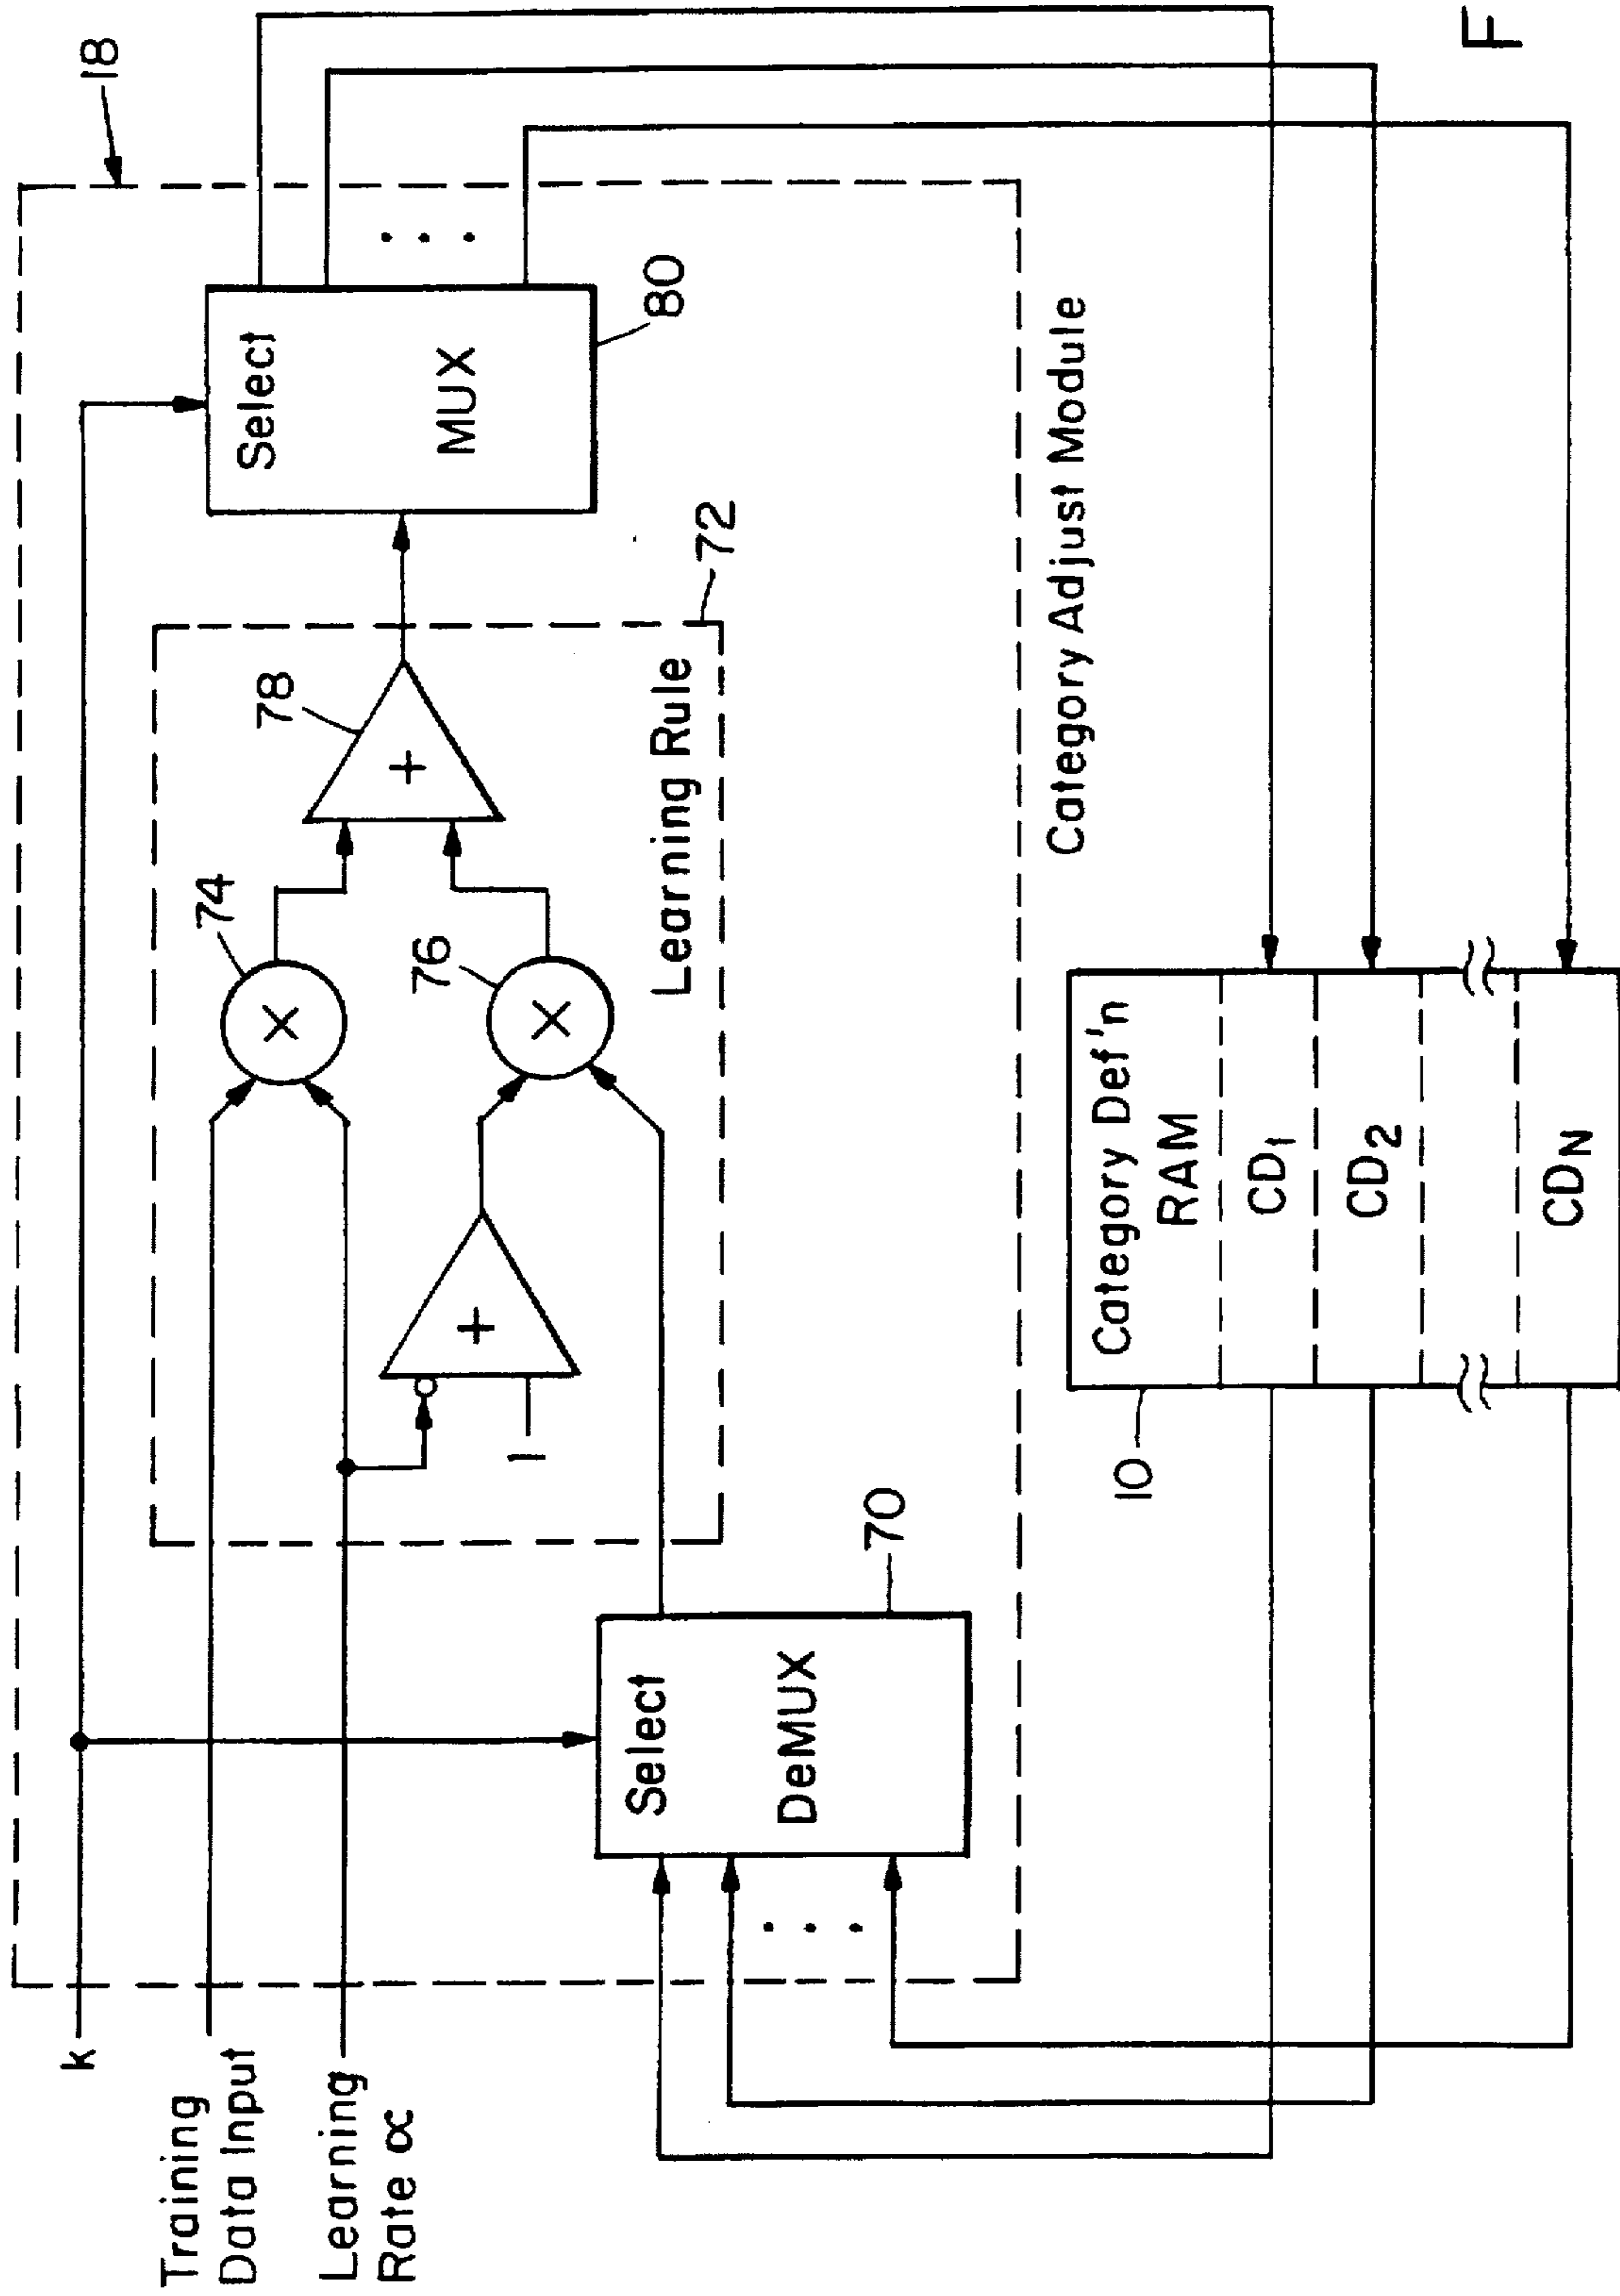 18
k
Training
Data Input
Learning
Rate ∝
74
×
76
×
78
+
+
1
Learning Rule
72
Select
MUX
80
Select
DeMUX
70
Category Adjust Module
10
Category Def'n
RAM
CD1
CD2
CDN
F